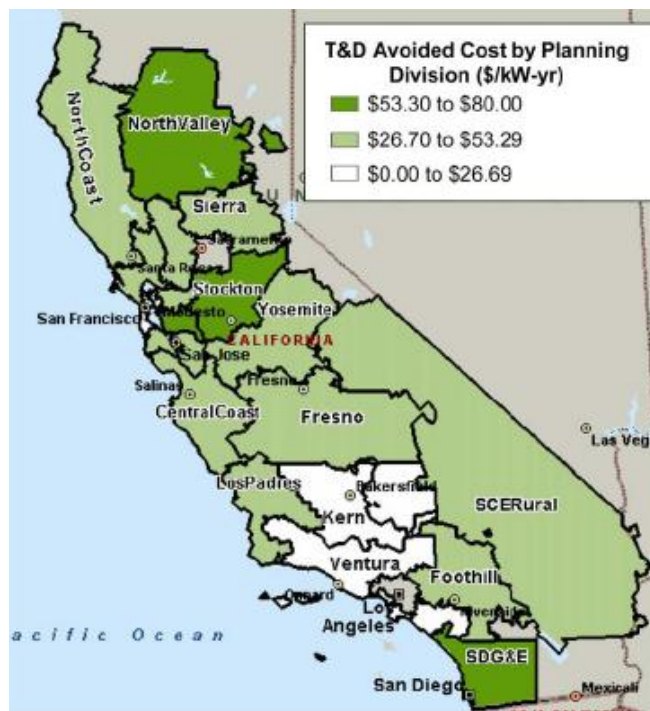 T&D Avoided Cost by Planning
Division ($/kW-yr)
$53.30 to $80.00
$26.70 to $53.29
$0.00 to $26.69
NorthCoast
NorthValley
Sierra
Sacramento
Santa Rosa
Stockton
San Francisco
Modesto
Yosemite
CALIFORNIA
San Jose
Salinas
Fresno
CentralCoast
Fresno
Las Veg
LosPadres
Bakersfield
Kern
SCERural
Ventura
Foothill
Oxnard
Los
Angeles
Riverside
acific Ocean
SDG&E
San Diego
Mexicali